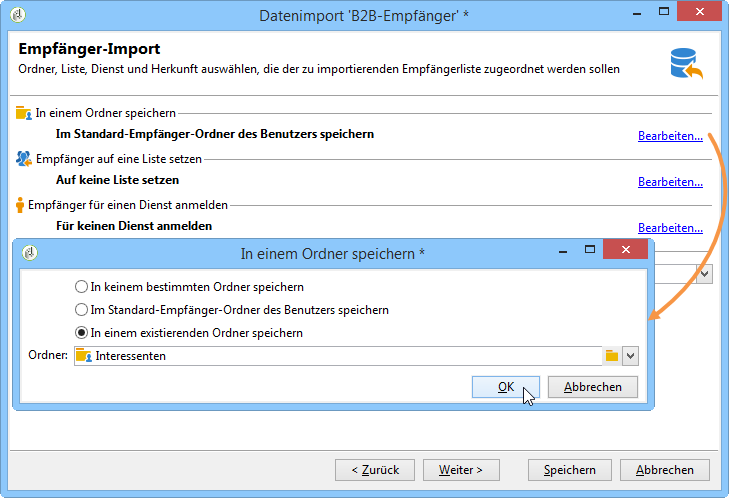 Datenimport 'B2B-Empfänger' *
Empfänger-Import
Ordner, Liste, Dienst und Herkunft auswählen, die der zu importierenden Empfängerliste zugeordnet werden sollen
In einem Ordner speichern
Im Standard-Empfänger-Ordner des Benutzers speichern Bearbeiten...
Empfänger auf eine Liste setzen
Auf keine Liste setzen Bearbeiten...
Empfänger für einen Dienst anmelden
Für keinen Dienst anmelden Bearbeiten...
In einem Ordner speichern *
In keinem bestimmten Ordner speichern
Im Standard-Empfänger-Ordner des Benutzers speichern
In einem existierenden Ordner speichern
Ordner: Interessenten
OK Abbrechen
< Zurück Weiter > Speichern Abbrechen